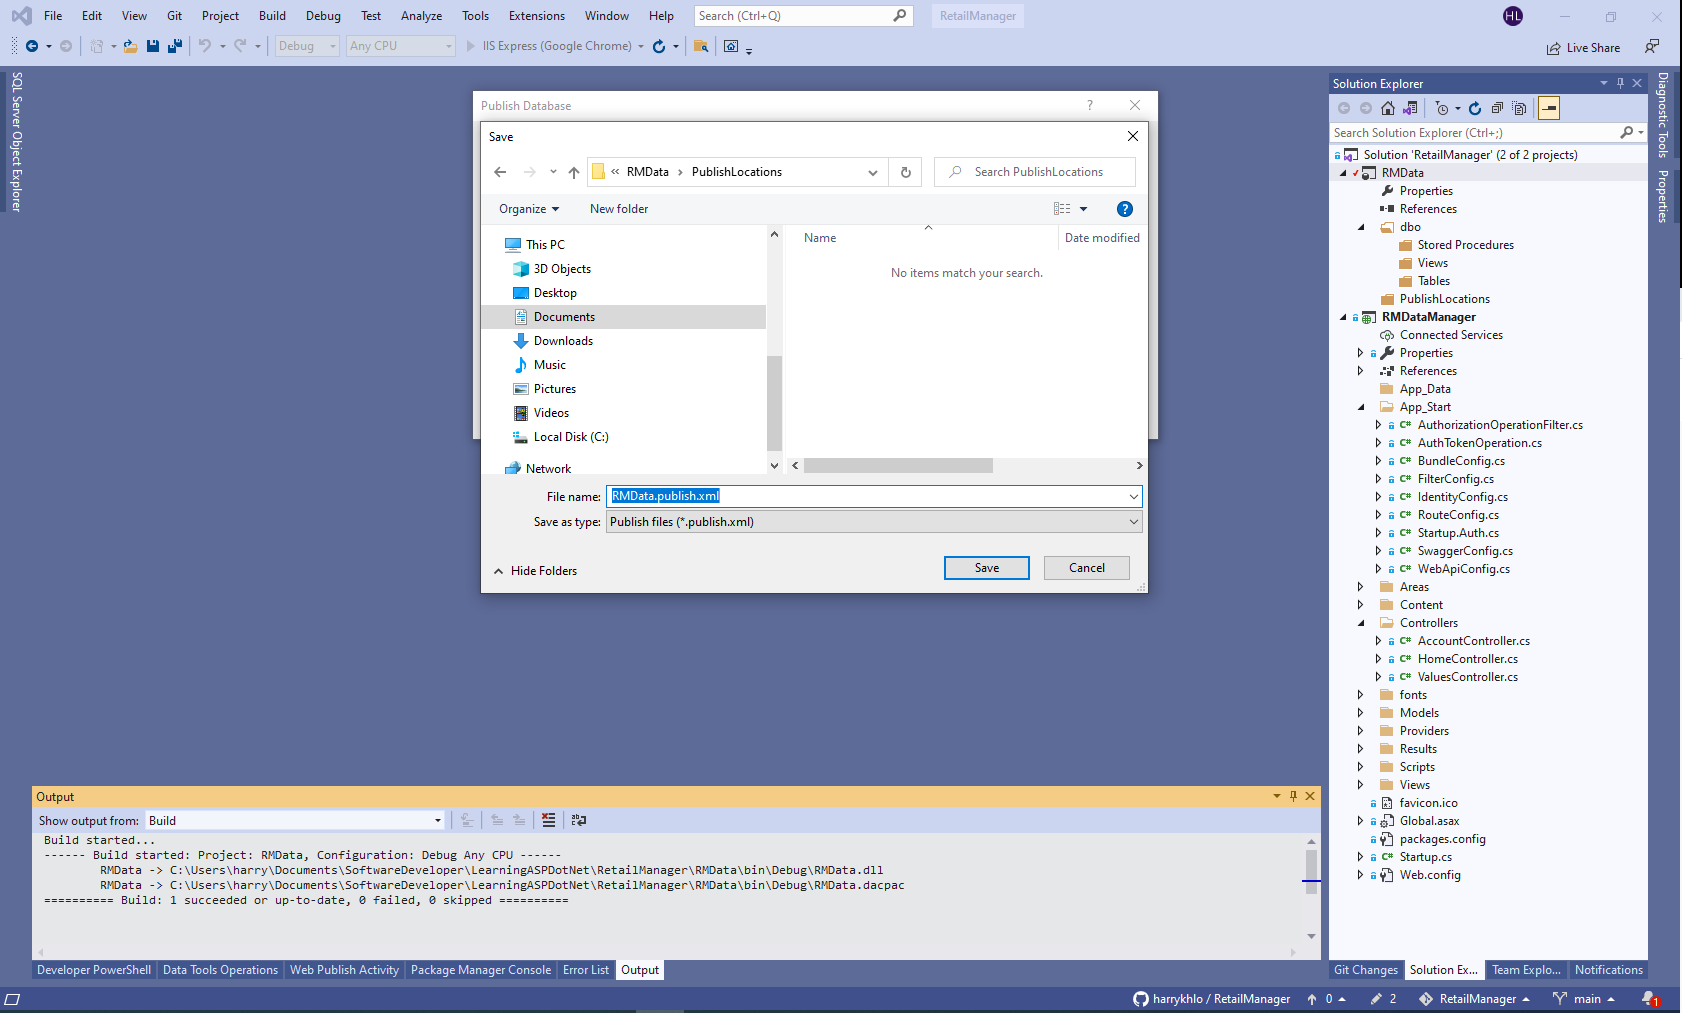 File Edit View Git Project Build Debug Test Analyze Tools Extensions Window Help Search (Ctrl+Q) RetailManager HL
Debug Any CPU IIS Express (Google Chrome) Live Share
SQL Server Object Explorer
Publish Database ?
Save
« RMData › PublishLocations Search PublishLocations
Organize New folder ?
This PC
3D Objects
Desktop
Documents
Downloads
Music
Pictures
Videos
Local Disk (C:)
Network
Name Date modified
No items match your search.
File name: RMData.publish.xml
Save as type: Publish files (*.publish.xml)
Hide Folders Save Cancel
Solution Explorer
Search Solution Explorer (Ctrl+;)
Solution 'RetailManager' (2 of 2 projects)
RMData
Properties
References
dbo
Stored Procedures
Views
Tables
PublishLocations
RMDataManager
Connected Services
Properties
References
App_Data
App_Start
C# AuthorizationOperationFilter.cs
C# AuthTokenOperation.cs
C# BundleConfig.cs
C# FilterConfig.cs
C# IdentityConfig.cs
C# RouteConfig.cs
C# Startup.Auth.cs
C# SwaggerConfig.cs
C# WebApiConfig.cs
Areas
Content
Controllers
C# AccountController.cs
C# HomeController.cs
C# ValuesController.cs
fonts
Models
Providers
Results
Scripts
Views
favicon.ico
Global.asax
packages.config
C# Startup.cs
Web.config
Diagnostic Tools
Properties
Output
Show output from: Build
Build started...
------ Build started: Project: RMData, Configuration: Debug Any CPU ------
RMData -> C:\Users\harry\Documents\SoftwareDeveloper\LearningASPDotNet\RetailManager\RMData\bin\Debug\RMData.dll
RMData -> C:\Users\harry\Documents\SoftwareDeveloper\LearningASPDotNet\RetailManager\RMData\bin\Debug\RMData.dacpac
========== Build: 1 succeeded or up-to-date, 0 failed, 0 skipped ==========
Developer PowerShell Data Tools Operations Web Publish Activity Package Manager Console Error List Output
Git Changes Solution Ex... Team Explo... Notifications
harrykhlo / RetailManager 0 2 RetailManager main 1